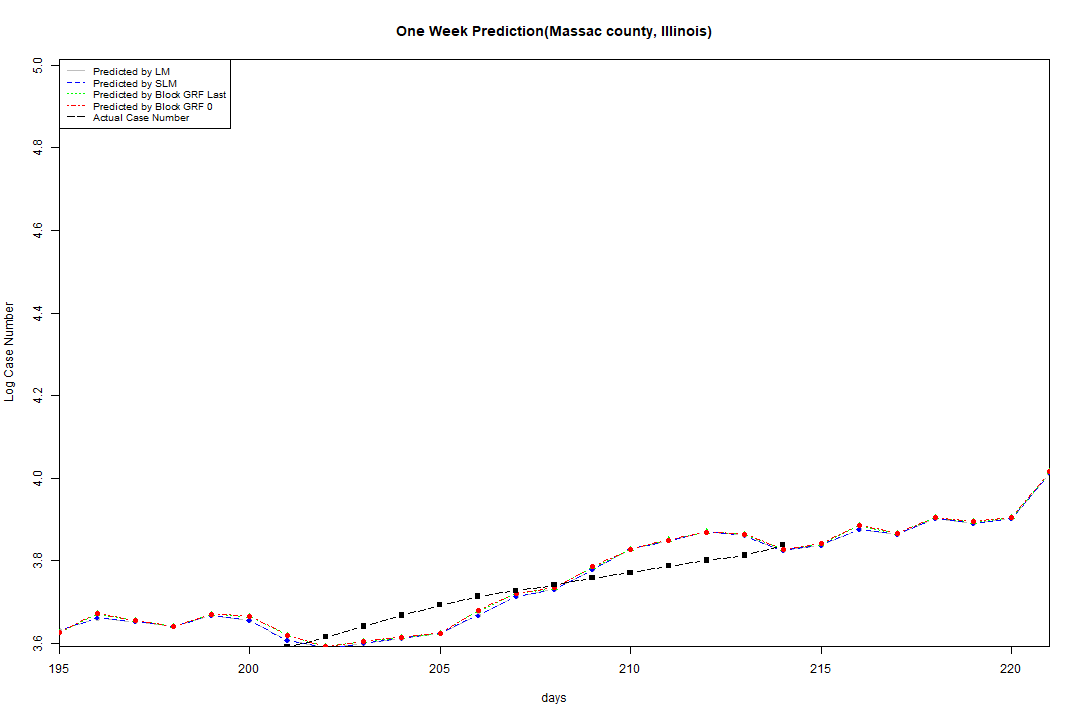 One Week Prediction(Massac county, Illinois)
Predicted by LM
Predicted by SLM
Predicted by Block GRF Last
Predicted by Block GRF 0
Actual Case Number
5.0
4.8
4.6
4.4
4.2
4.0
3.8
3.6
Log Case Number
195 200 205 210 215 220
days